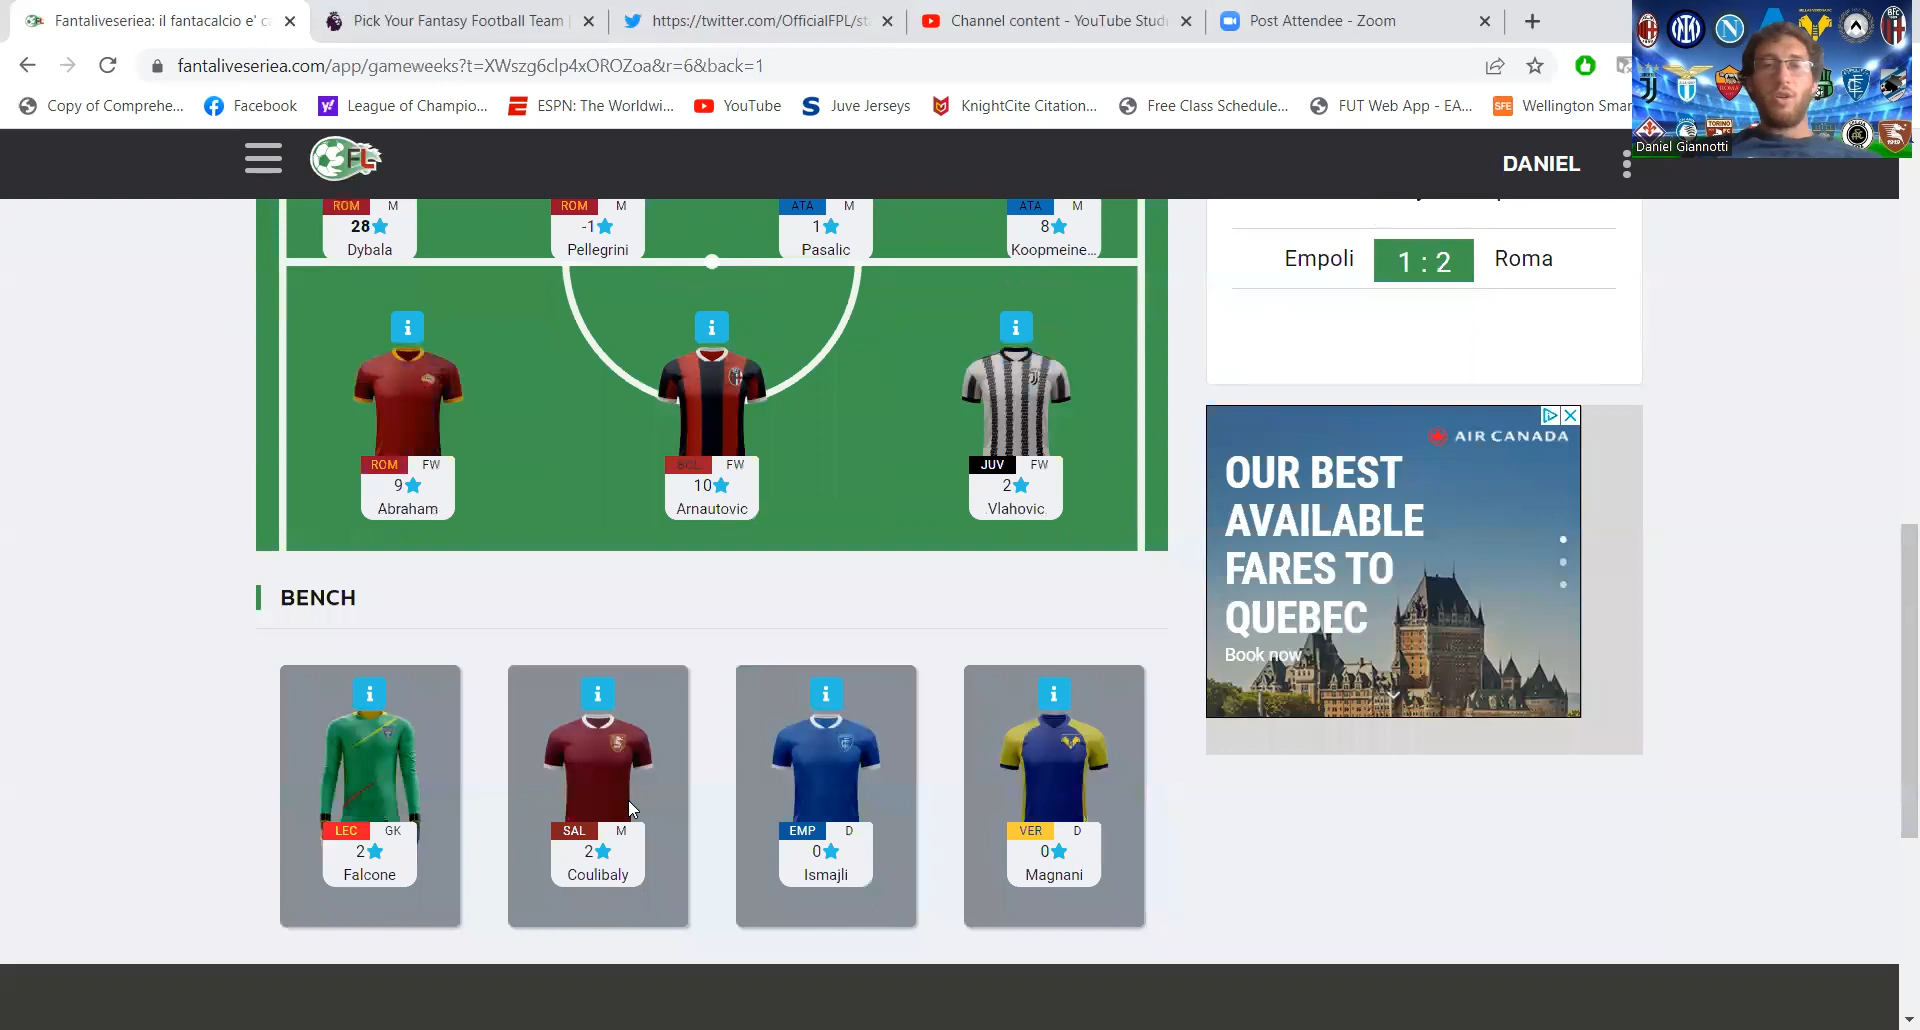 Fantaliveseriea: il fantacalcio e' c
Pick Your Fantasy Football Team
https://twitter.com/OfficialFPL/st
Channel content - YouTube Stud
Post Attendee - Zoom
fantaliveseriea.com/app/gameweeks?t=XWszg6clp4xOROZoa&r=6&back=1
Copy of Comprehe...
Facebook
League of Champio...
ESPN: The Worldwi...
YouTube
Juve Jerseys
KnightCite Citation...
Free Class Schedule...
FUT Web App - EA...
SFE Wellington Smar
Daniel Giannotti
FL
DANIEL
ROM M
28
Dybala
ROM M
-1
Pellegrini
ATA M
1
Pasalic
ATA M
8
Koopmeine...
Empoli 1 : 2 Roma
ROM FW
9
Abraham
BOL FW
10
Arnautovic
JUV FW
2
Vlahovic
AIR CANADA
OUR BEST
AVAILABLE
FARES TO
QUEBEC
Book now
BENCH
LEC GK
2
Falcone
SAL M
2
Coulibaly
EMP D
0
Ismajli
VER D
0
Magnani